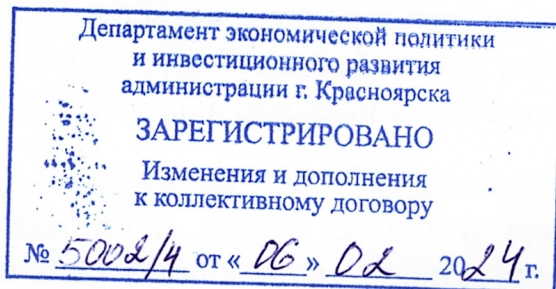 Департамент экономической политики
и инвестиционного развития
администрации г. Красноярска
ЗАРЕГИСТРИРОВАНО
Изменения и дополнения
к коллективному договору
№ 5002/4 от «06» 02 2024 г.